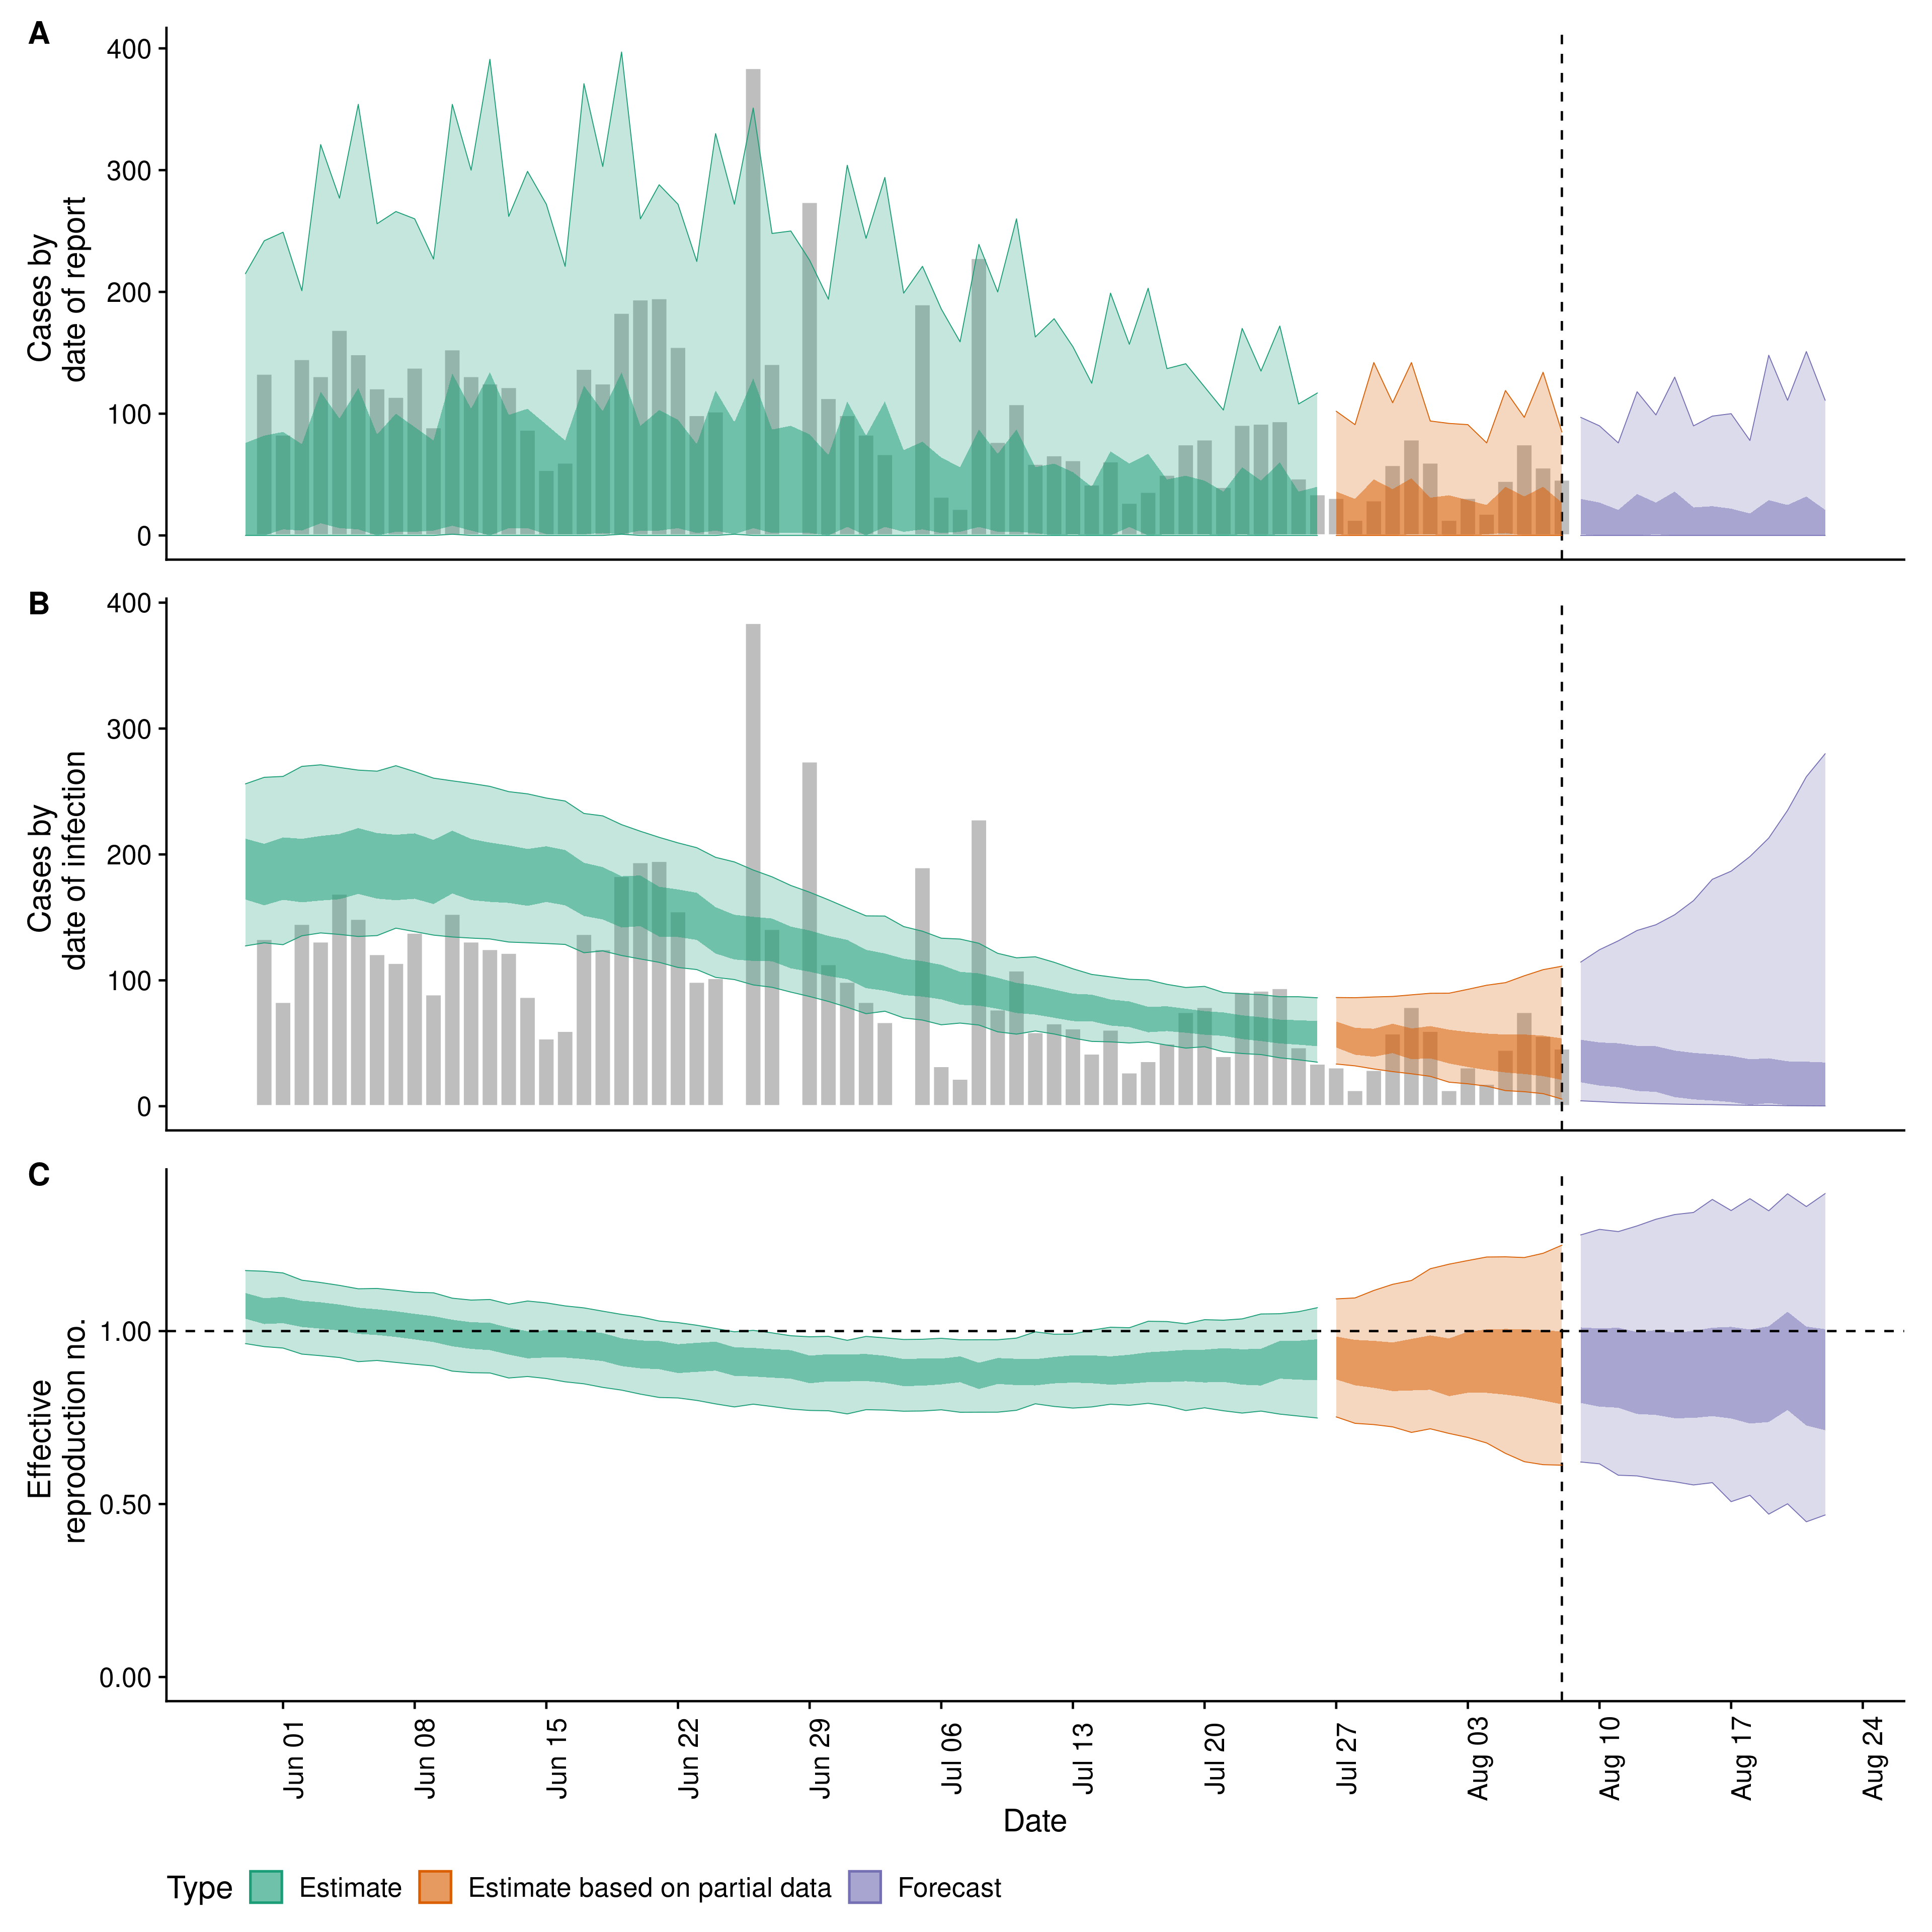 A
400
300
200
100
0
Cases by
date of report
B
400
300
200
100
0
Cases by
date of infection
C
1.00
0.50
0.00
Effective
reproduction no.
Jun 01
Jun 08
Jun 15
Jun 22
Jun 29
Jul 06
Jul 13
Jul 20
Jul 27
Aug 03
Aug 10
Aug 17
Aug 24
Date
Type Estimate Estimate based on partial data Forecast